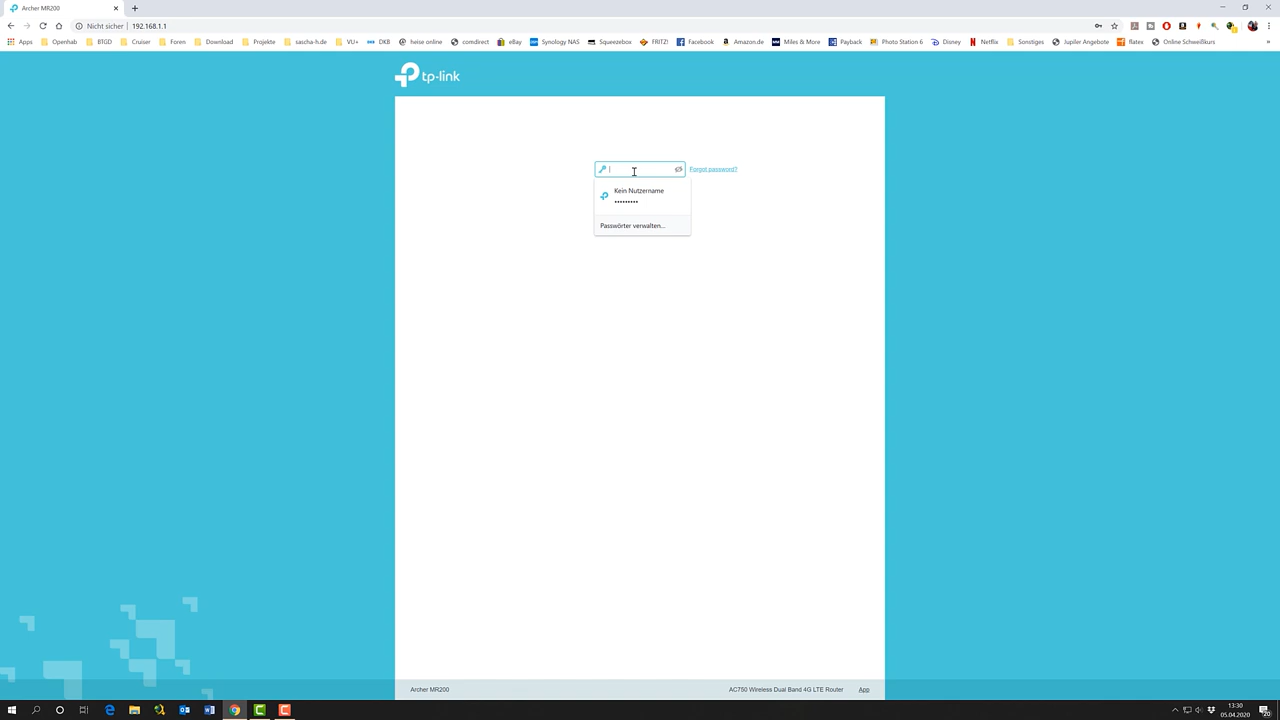 Archer MR200
Nicht sicher | 192.168.1.1
Apps Openhab BTGD Cruiser Foren Download Projekte sascha-h.de VU+ DKB heise online comdirect eBay Synology NAS Squeezebox FRITZ! Facebook Amazon.de Miles & More Payback Photo Station 6 Disney Netflix Sonstiges Jupiler Angebote flatex Online Schweißkurs »
tp-link
Forgot password?
Kein Nutzername
•••••••••
Passwörter verwalten...
Archer MR200 AC750 Wireless Dual Band 4G LTE Router App
13:30
05.04.2020